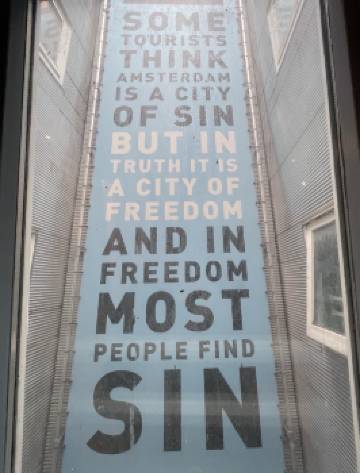 SOME
TOURISTS
THINK
AMSTERDAM
IS A CITY
OF SIN
BUT IN
TRUTH IT IS
A CITY OF
FREEDOM
AND IN
FREEDOM
MOST
PEOPLE FIND
SIN